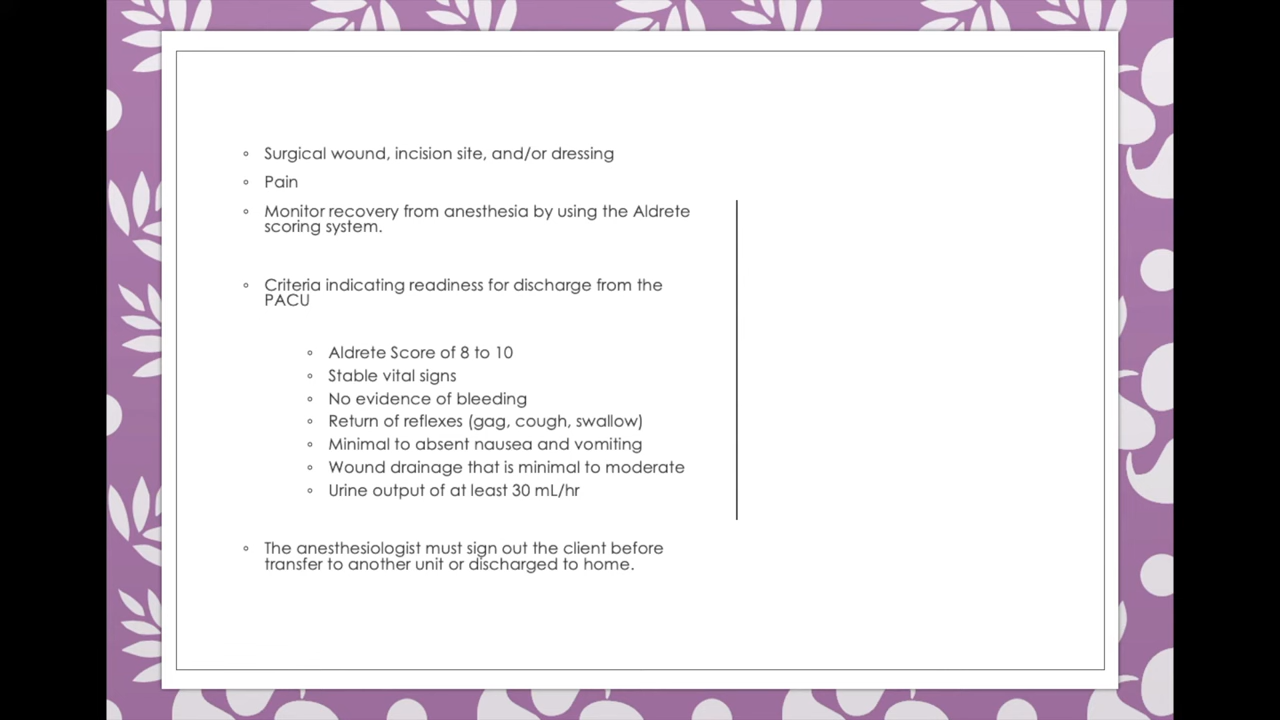 Surgical wound, incision site, and/or dressing
Pain
Monitor recovery from anesthesia by using the Aldrete
scoring system.
Criteria indicating readiness for discharge from the
PACU
Aldrete Score of 8 to 10
Stable vital signs
No evidence of bleeding
Return of reflexes (gag, cough, swallow)
Minimal to absent nausea and vomiting
Wound drainage that is minimal to moderate
Urine output of at least 30 mL/hr
The anesthesiologist must sign out the client before
transfer to another unit or discharged to home.